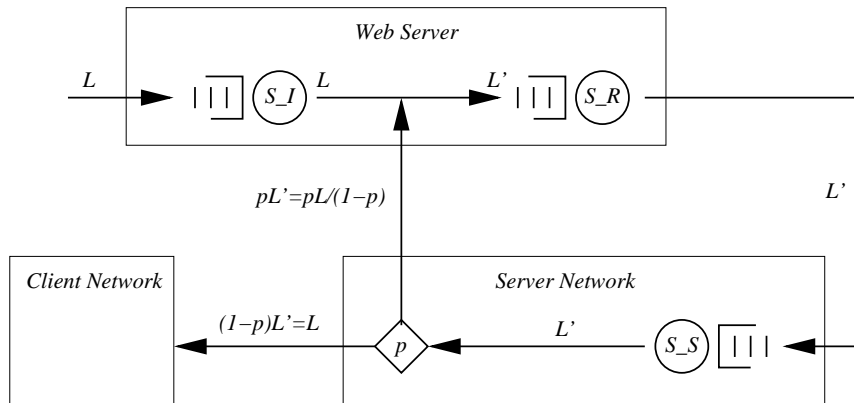 Web Server
L
S_I
L
L'
S_R
pL'=pL/(1−p)
L'
Client Network
Server Network
(1−p)L'=L
p
L'
S_S